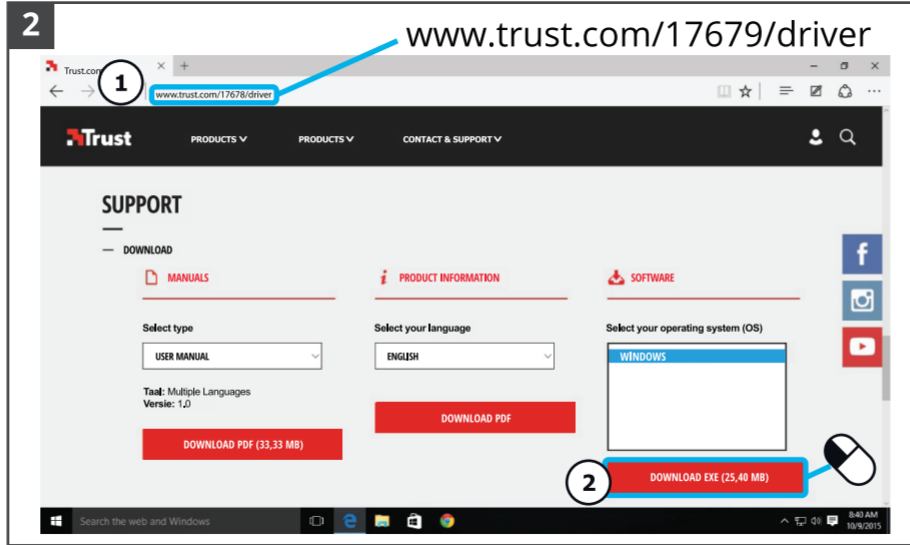 2
www.trust.com/17679/driver
Trust.com
1
www.trust.com/17678/driver
Trust
PRODUCTS
PRODUCTS
CONTACT & SUPPORT
SUPPORT
DOWNLOAD
MANUALS
PRODUCT INFORMATION
SOFTWARE
Select type
Select your language
Select your operating system (OS)
USER MANUAL
ENGLISH
WINDOWS
Taal: Multiple Languages
Versie: 1.0
DOWNLOAD PDF
DOWNLOAD PDF (33,33 MB)
2
DOWNLOAD EXE (25,40 MB)
Search the web and Windows
8:40 AM
10/9/2015